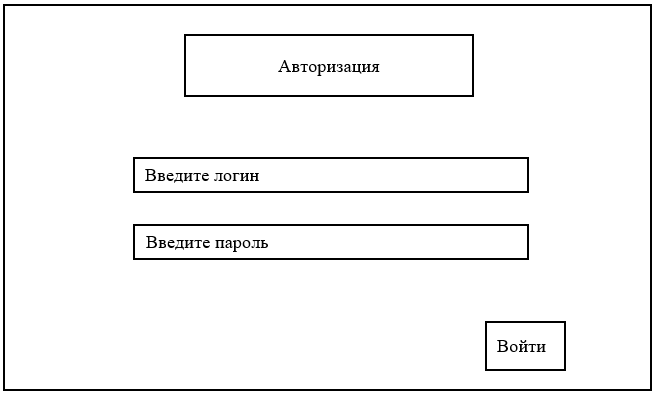 Авторизация
Введите логин
Введите пароль
Войти